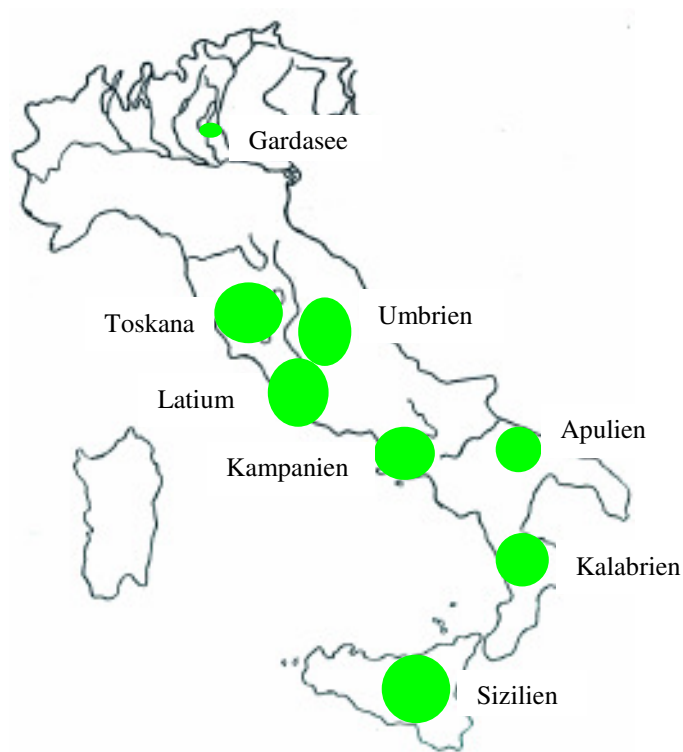 Gardasee
Umbrien
Toskana
Latium
Apulien
Kampanien
Kalabrien
Sizilien